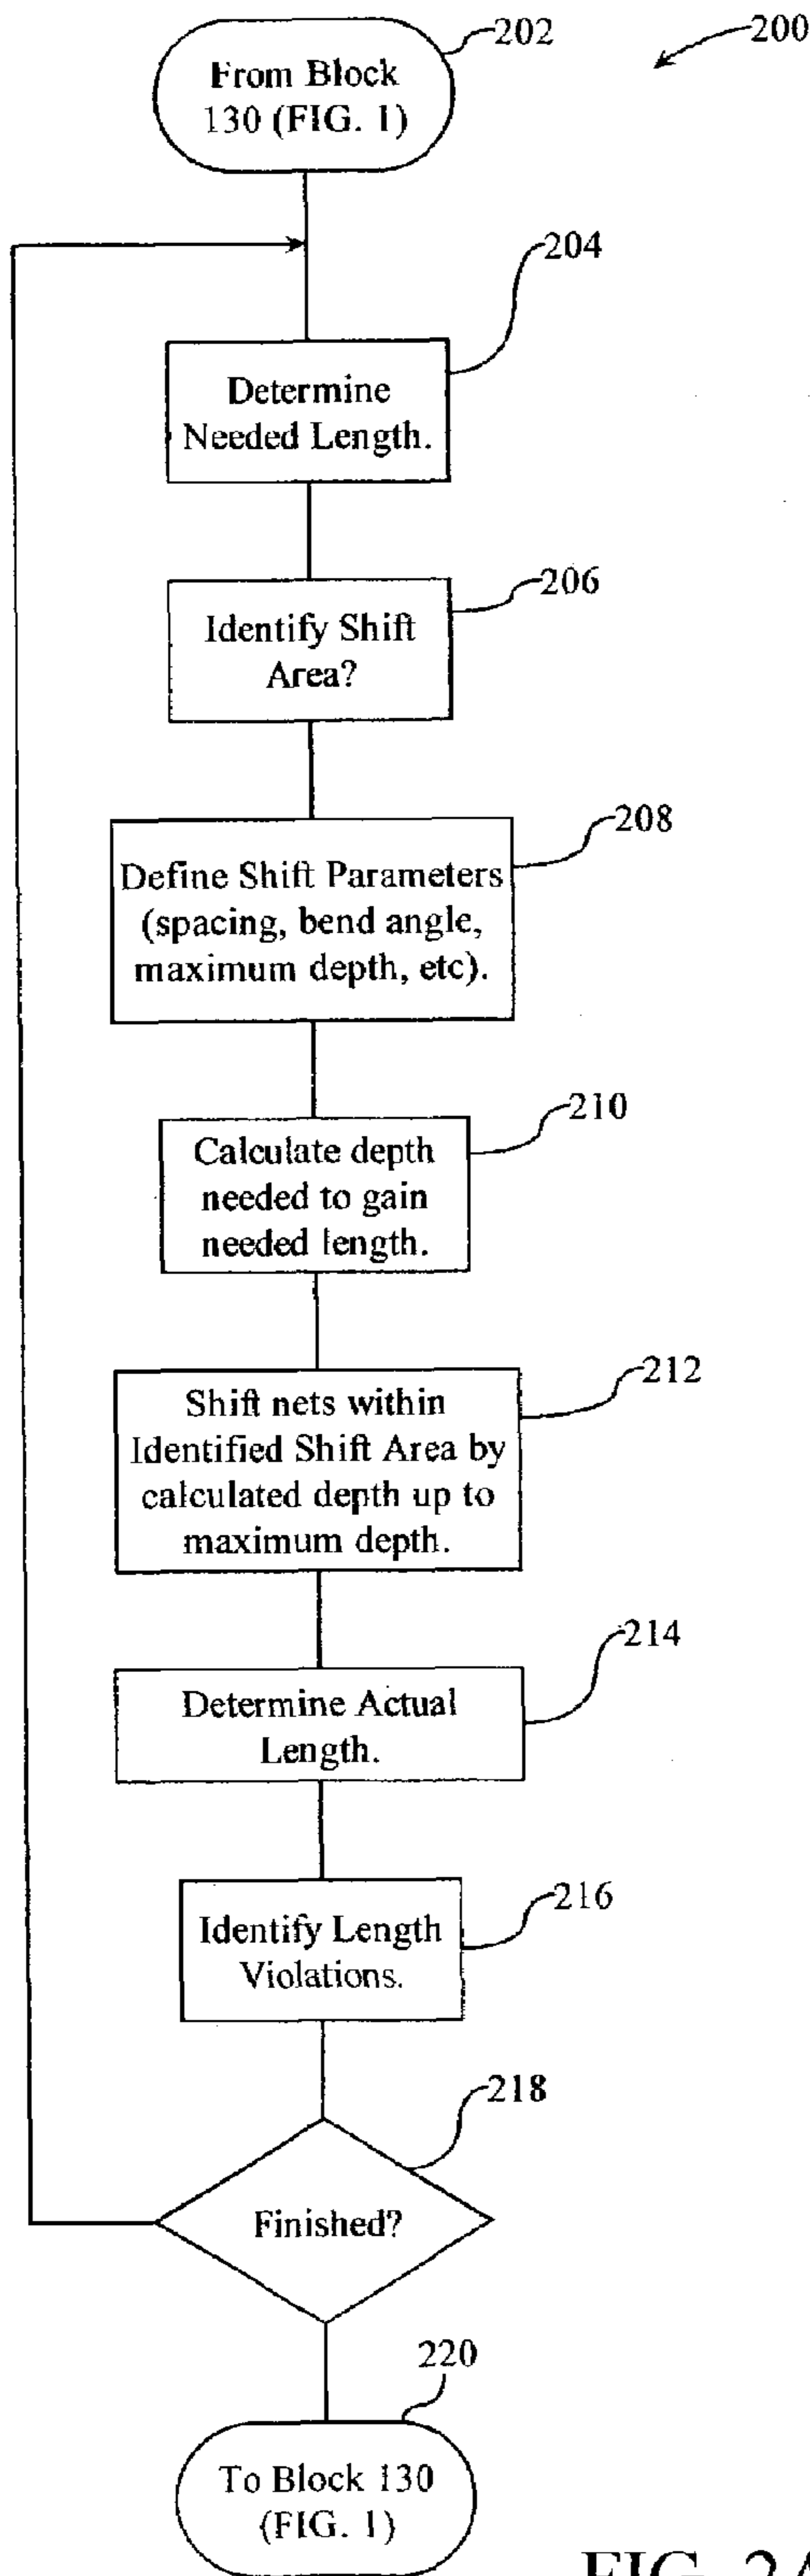 202
200
From Block
130 (FIG. 1)
204
Determine
Needed Length.
206
Identify Shift
Area?
208
Define Shift Parameters
(spacing, bend angle,
maximum depth, etc).
210
Calculate depth
needed to gain
needed length.
212
Shift nets within
Identified Shift Area by
calculated depth up to
maximum depth.
214
Determine Actual
Length.
216
Identify Length
Violations.
218
Finished?
220
To Block 130
(FIG. 1)
FIG. 2A